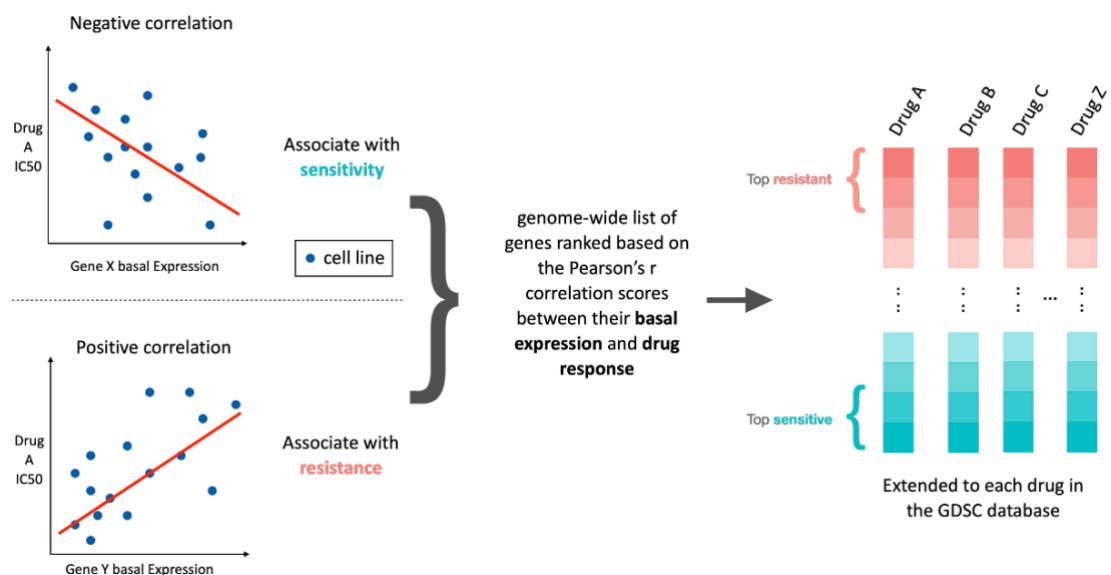 Negative correlation
Drug
A
IC50
Gene X basal Expression
Associate with
sensitivity
cell line
Positive correlation
Drug
A
IC50
Gene Y basal Expression
Associate with
resistance
genome-wide list of
genes ranked based on
the Pearson's r
correlation scores
between their basal
expression and drug
response
Drug A
Drug B
Drug C
Drug Z
Top resistant
...
Top sensitive
Extended to each drug in
the GDSC database